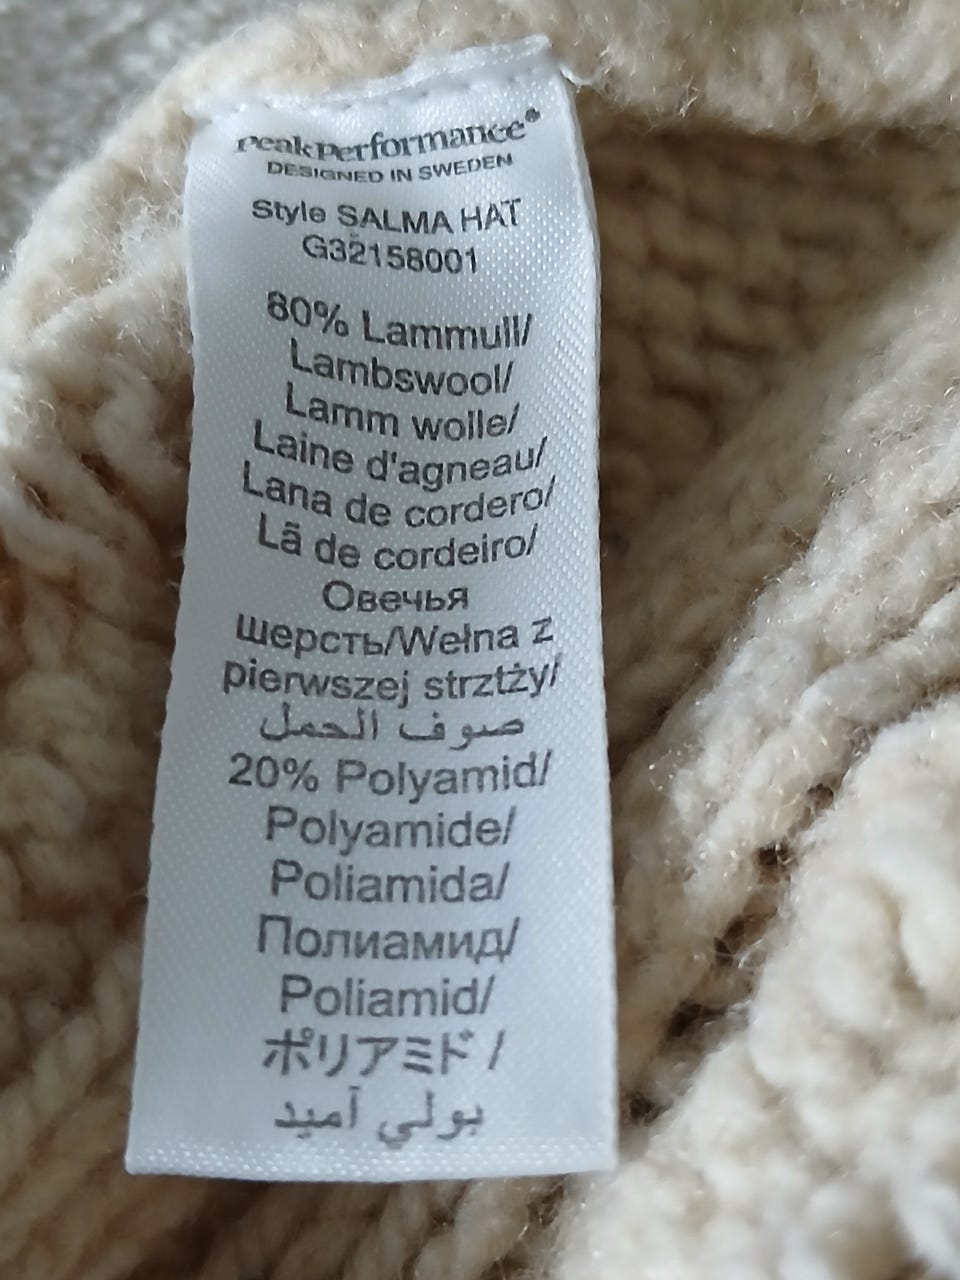 PeakPerformance®
DESIGNED IN SWEDEN
Style SALMA HAT
G32158001
80% Lammull/
Lambswool/
Lamm wolle/
Laine d'agneau/
Lana de cordero/
Lã de cordeiro/
Овечья
шерсть/Wełna z
pierwszej strztży/
صوف الحمل
20% Polyamid/
Polyamide/
Poliamida/
Полиамид/
Poliamid/
ポリアミド /
بولي آميد